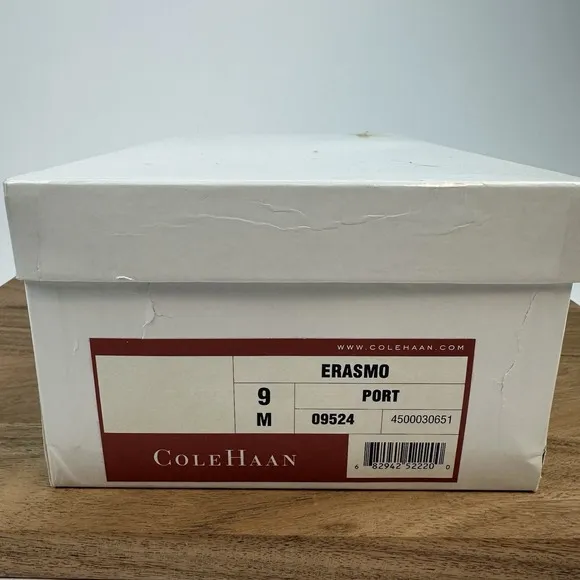 WWW.COLEHAAN.COM
ERASMO
9 PORT
M 09524 4500030651
COLE HAAN
6 82942 52220 0